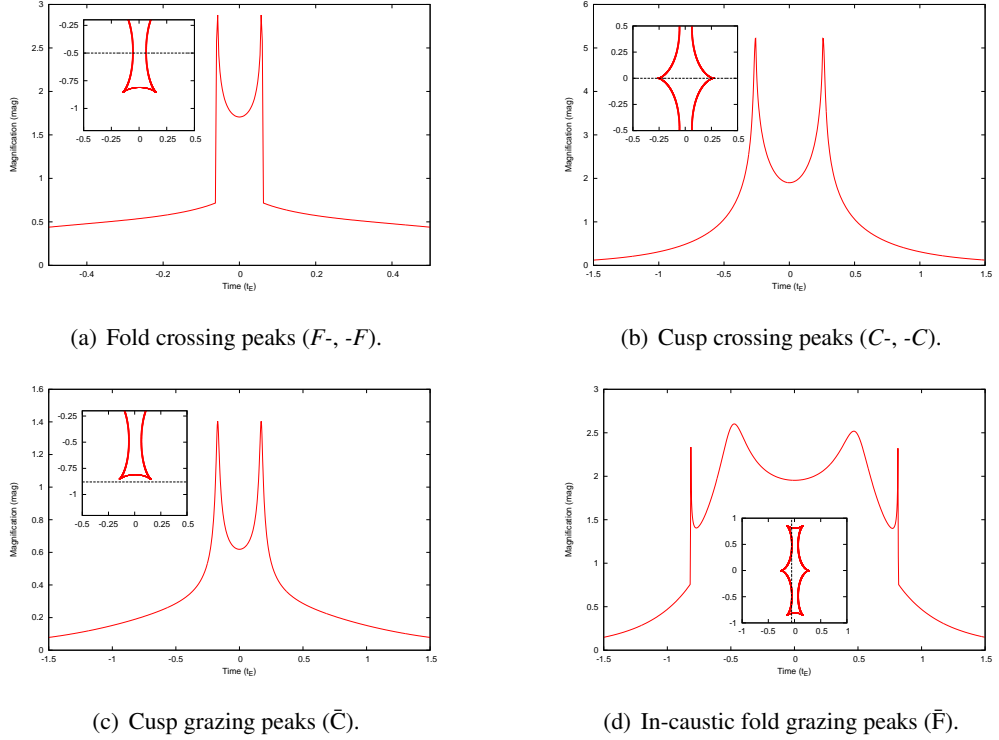 3
2.5
2
1.5
1
0.5
0
-0.4 -0.2 0 0.2 0.4
Magnification (mag)
Time (tE)
-0.25
-0.5
-0.75
-1
-0.5 -0.25 0 0.25 0.5
(a) Fold crossing peaks (F-, -F).
6
5
4
3
2
1
0
-1.5 -1 -0.5 0 0.5 1 1.5
Magnification (mag)
Time (tE)
0.5
0.25
0
-0.25
-0.5
-0.5 -0.25 0 0.25 0.5
(b) Cusp crossing peaks (C-, -C).
1.6
1.4
1.2
1
0.8
0.6
0.4
0.2
0
-1.5 -1 -0.5 0 0.5 1 1.5
Magnification (mag)
Time (tE)
-0.25
-0.5
-0.75
-1
-0.5 -0.25 0 0.25 0.5
(c) Cusp grazing peaks (C̄).
3
2.5
2
1.5
1
0.5
0
-1.5 -1 -0.5 0 0.5 1 1.5
Magnification (mag)
Time (tE)
1
0.5
0
-0.5
-1
-1 -0.5 0 0.5 1
(d) In-caustic fold grazing peaks (F̄).